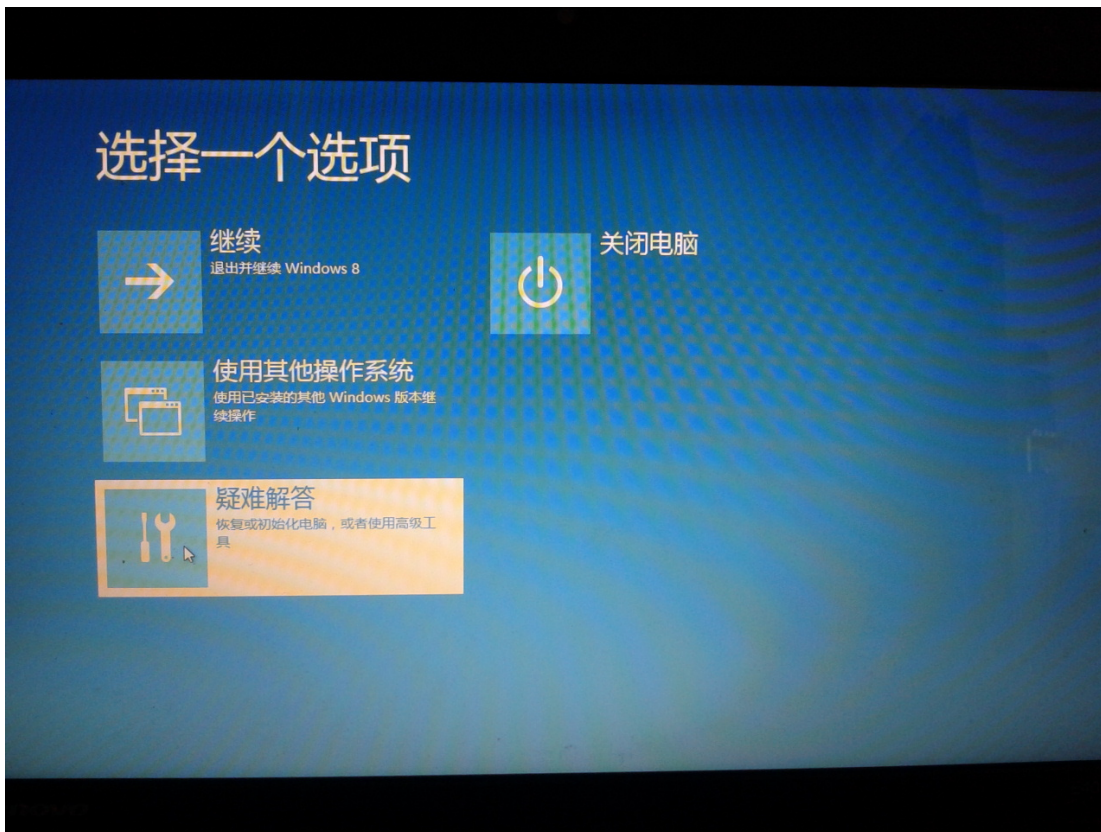 选择一个选项
继续
退出并继续 Windows 8
关闭电脑
使用其他操作系统
使用已安装的其他 Windows 版本继
续操作
疑难解答
恢复或初始化电脑，或者使用高级工
具